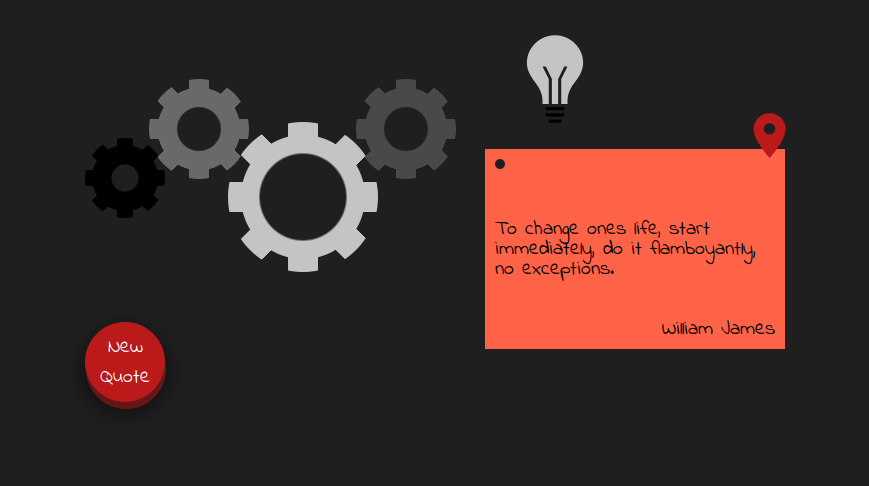 To change ones life, start
immediately, do it flamboyantly,
no exceptions.
William James
New
Quote